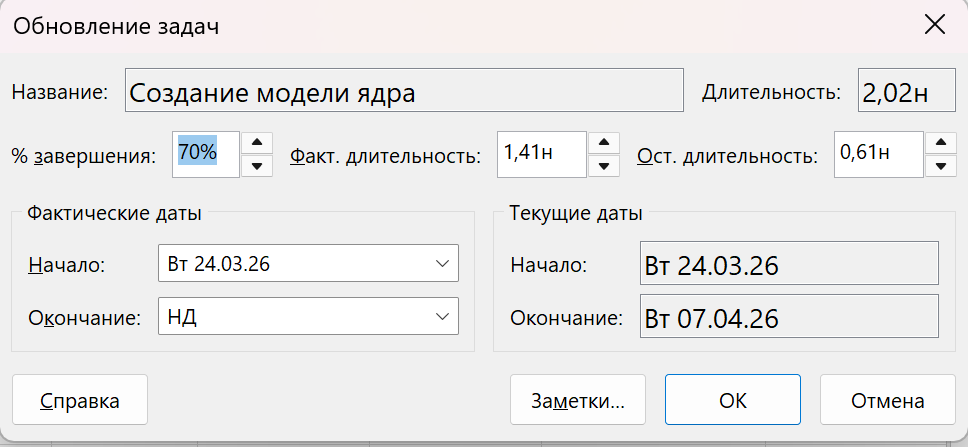 Обновление задач
Название: Создание модели ядра Длительность: 2,02н
% завершения: 70% Факт. длительность: 1,41н Ост. длительность: 0,61н
Фактические даты Текущие даты
Начало: Вт 24.03.26 Начало: Вт 24.03.26
Окончание: НД Окончание: Вт 07.04.26
Справка Заметки... ОК Отмена